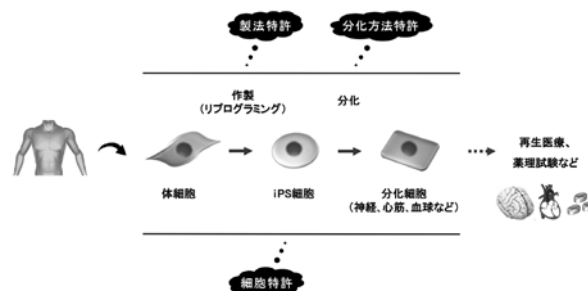 製法特許
分化方法特許
作製
(リプログラミング)
分化
体細胞
iPS細胞
分化細胞
(神経、心筋、血球など)
再生医療、
薬理試験など
細胞特許